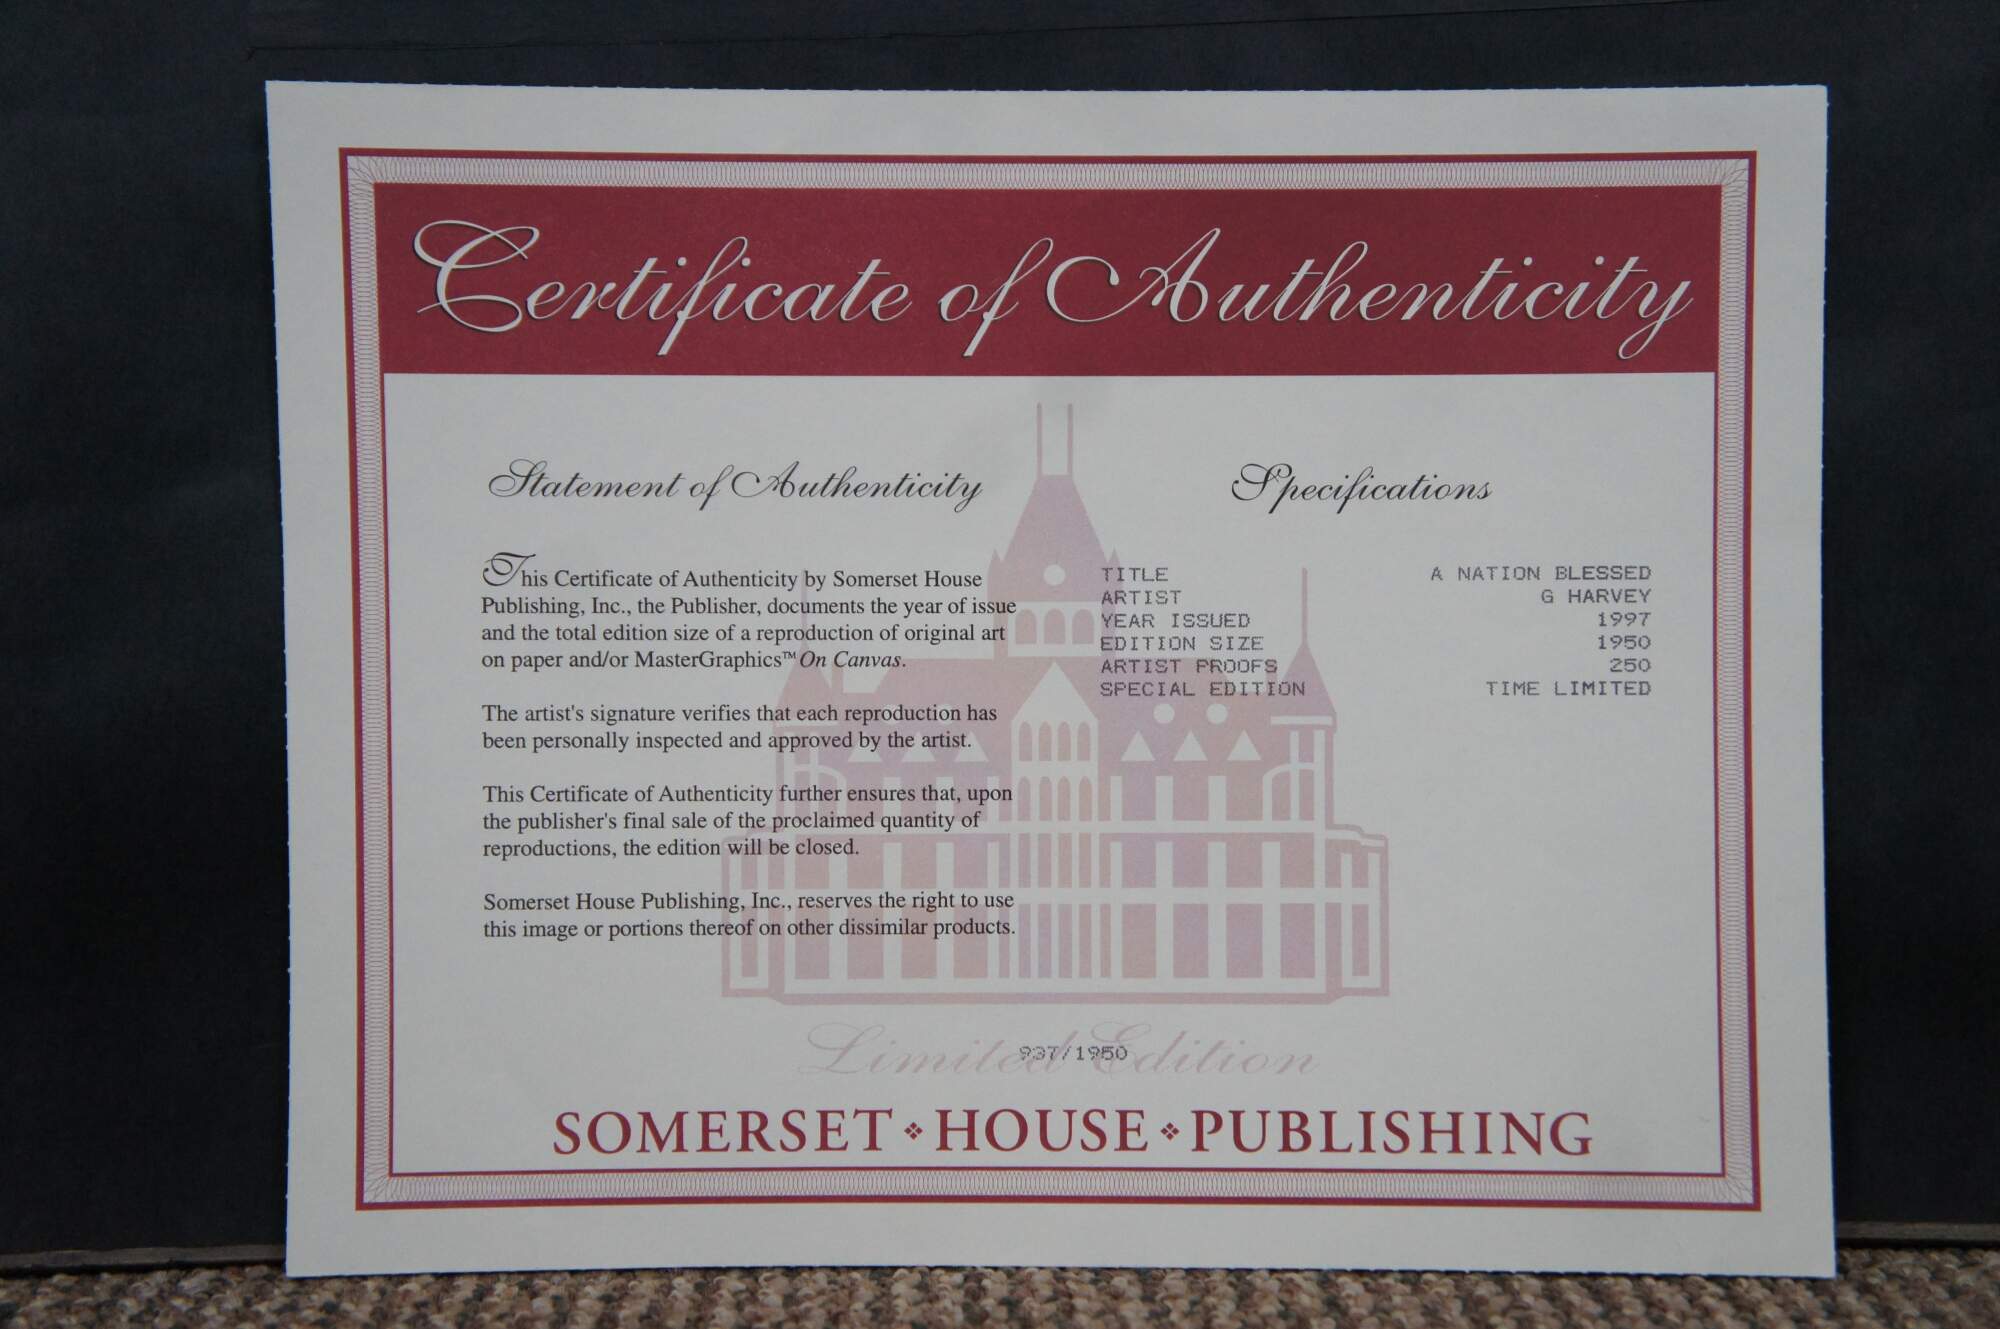 Certificate of Authenticity
Statement of Authenticity
This Certificate of Authenticity by Somerset House
Publishing, Inc., the Publisher, documents the year of issue
and the total edition size of a reproduction of original art
on paper and/or MasterGraphics™ On Canvas.
The artist's signature verifies that each reproduction has
been personally inspected and approved by the artist.
This Certificate of Authenticity further ensures that, upon
the publisher's final sale of the proclaimed quantity of
reproductions, the edition will be closed.
Somerset House Publishing, Inc., reserves the right to use
this image or portions thereof on other dissimilar products.
Specifications
TITLE A NATION BLESSED
ARTIST G HARVEY
YEAR ISSUED 1997
EDITION SIZE 1950
ARTIST PROOFS 250
SPECIAL EDITION TIME LIMITED
Limited Edition
937/1950
SOMERSET ❖ HOUSE ❖ PUBLISHING